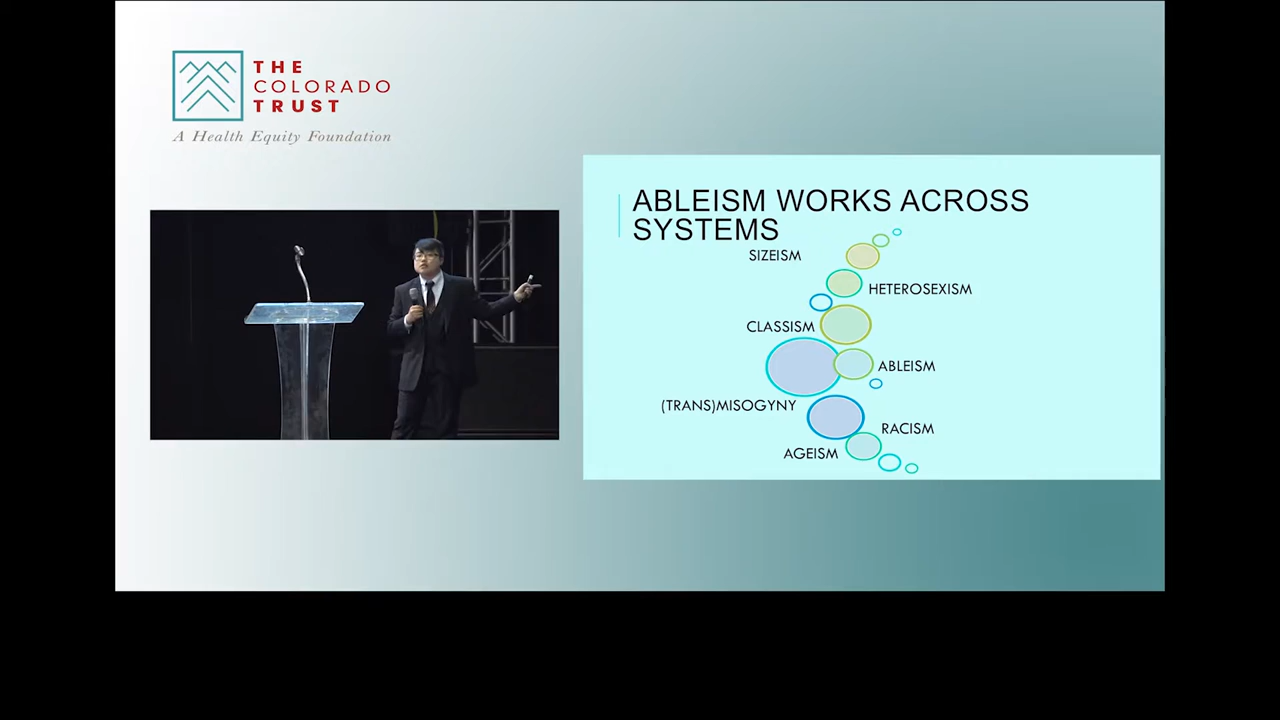 THE
COLORADO
TRUST
A Health Equity Foundation
ABLEISM WORKS ACROSS
SYSTEMS
SIZEISM
HETEROSEXISM
CLASSISM
ABLEISM
(TRANS)MISOGYNY
RACISM
AGEISM